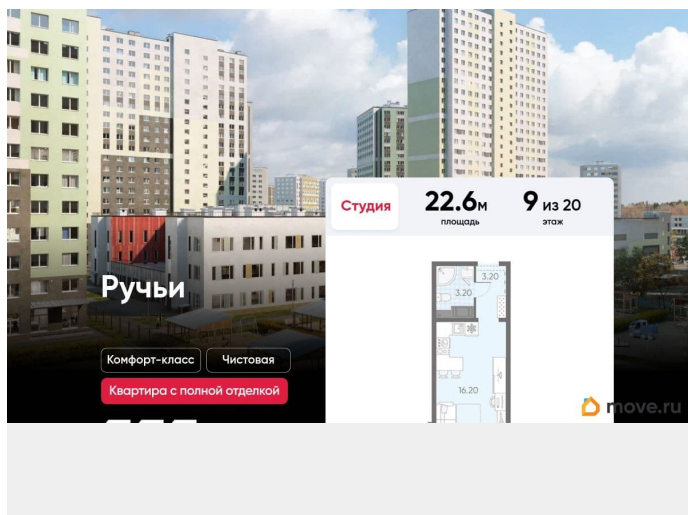 Студия
22.6м
площадь
9 из 20
этаж
3.20
3.20
Ручьи
Комфорт-класс
Чистовая
Квартира с полной отделкой
16.20
move.ru